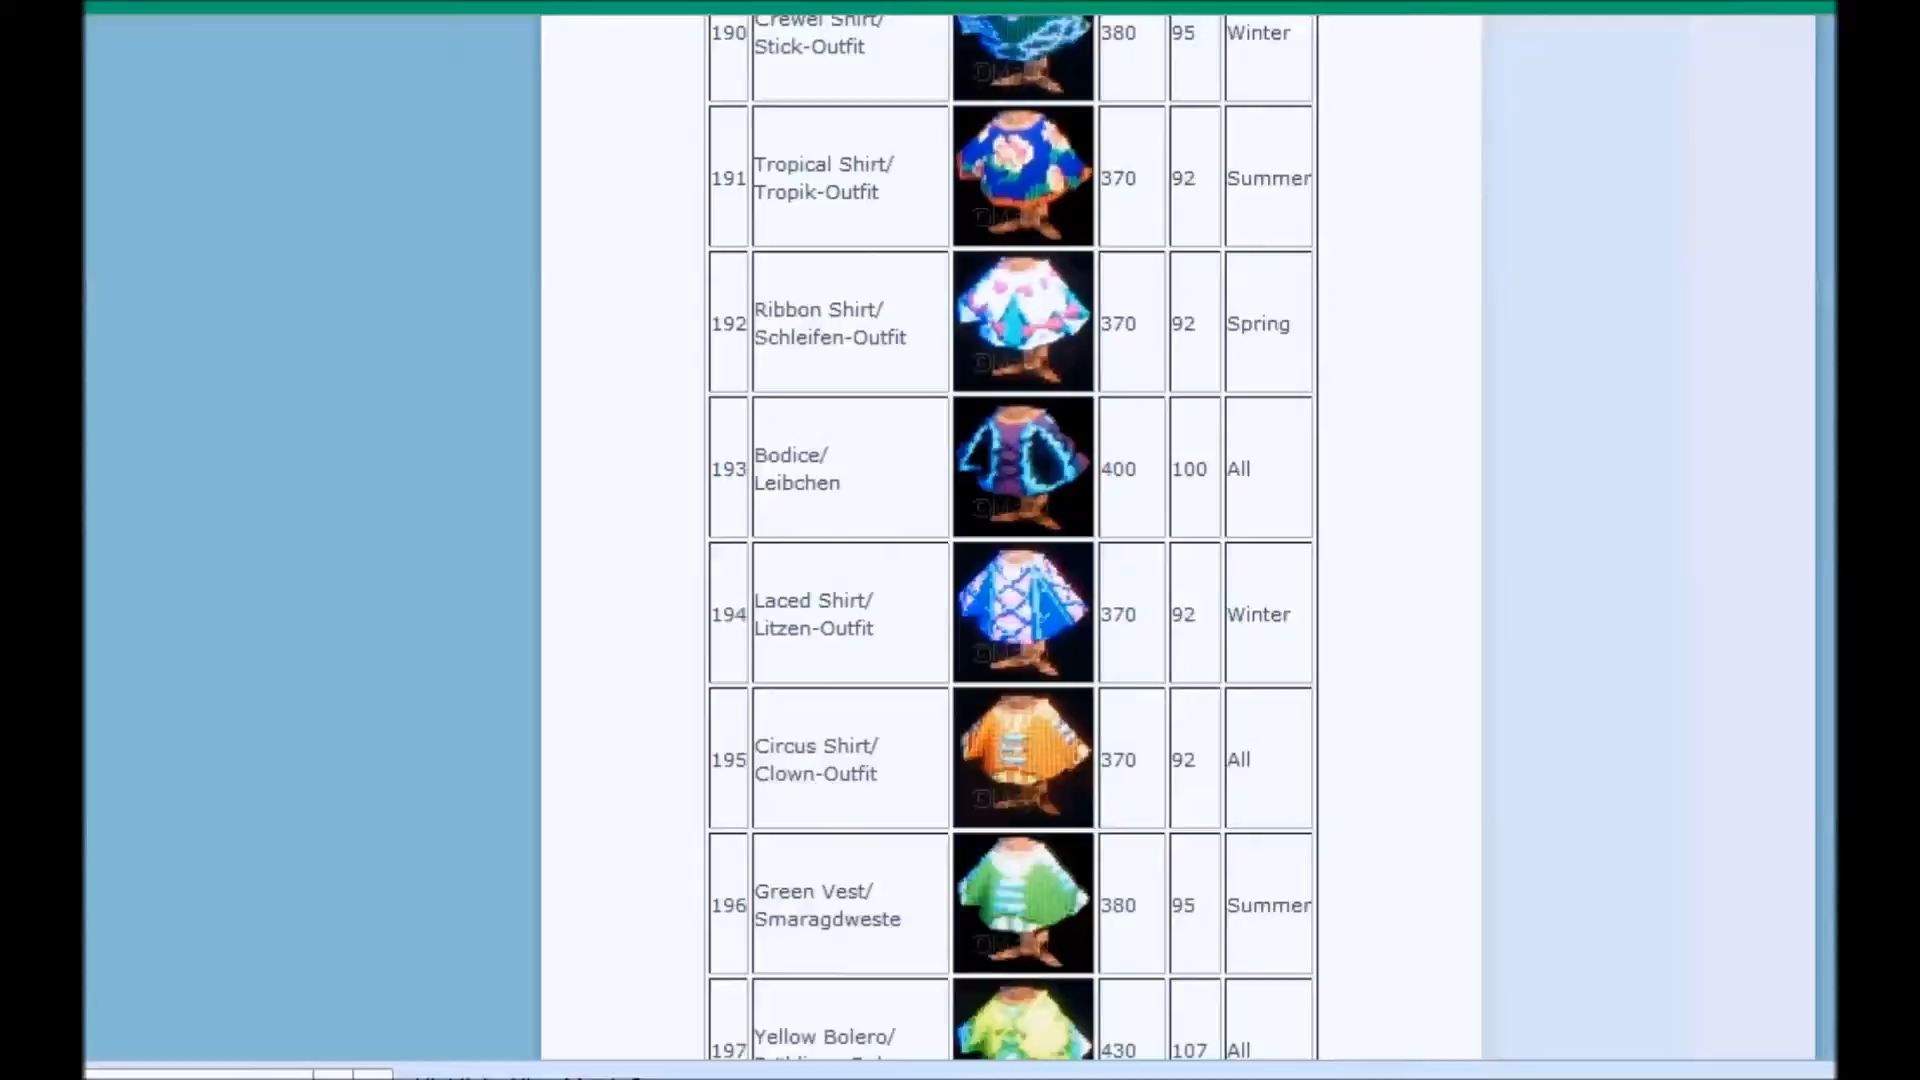 190 Crewel Shirt/ 380 95 Winter
Stick-Outfit
191 Tropical Shirt/ 370 92 Summer
Tropik-Outfit
192 Ribbon Shirt/ 370 92 Spring
Schleifen-Outfit
193 Bodice/ 400 100 All
Leibchen
194 Laced Shirt/ 370 92 Winter
Litzen-Outfit
195 Circus Shirt/ 370 92 All
Clown-Outfit
196 Green Vest/ 380 95 Summer
Smaragdweste
197 Yellow Bolero/ 430 107 All